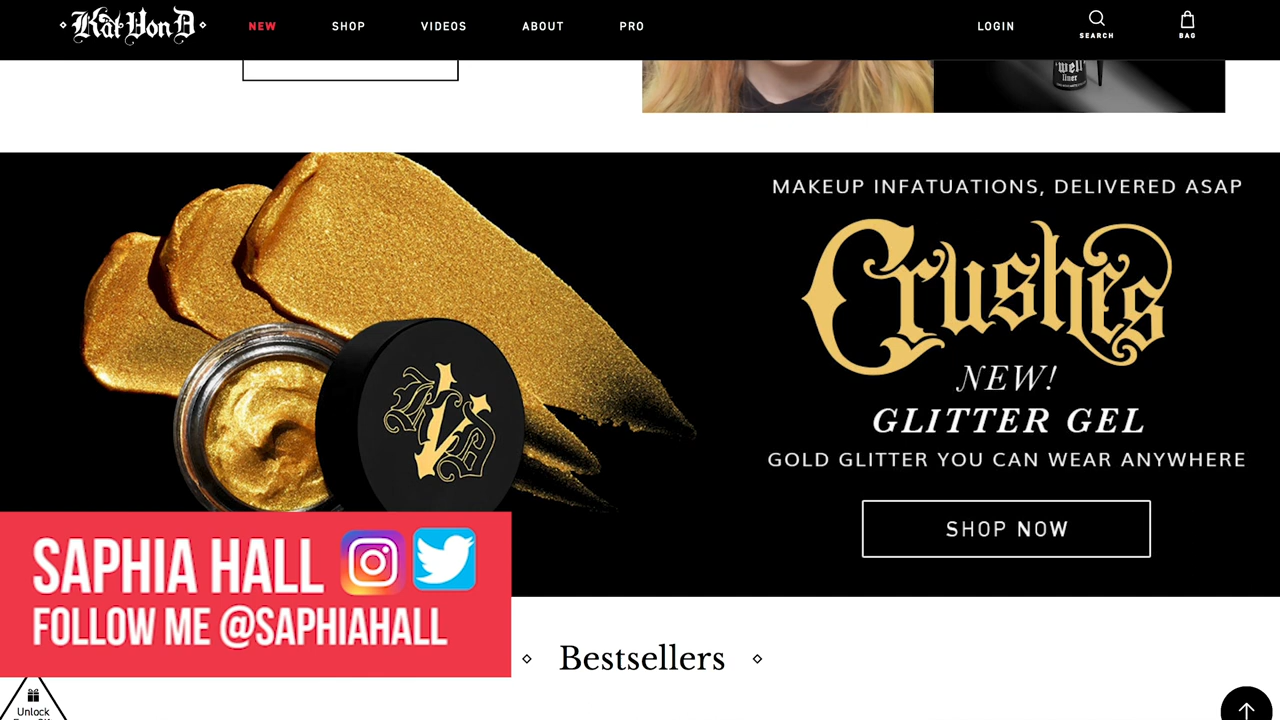 Kat Von D
NEW
SHOP
VIDEOS
ABOUT
PRO
LOGIN
SEARCH
BAG
well
liner
MAKEUP INFATUATIONS, DELIVERED ASAP
Crushes
NEW!
GLITTER GEL
GOLD GLITTER YOU CAN WEAR ANYWHERE
SHOP NOW
KVD
SAPHIA HALL
FOLLOW ME @SAPHIAHALL
Bestsellers
Unlock